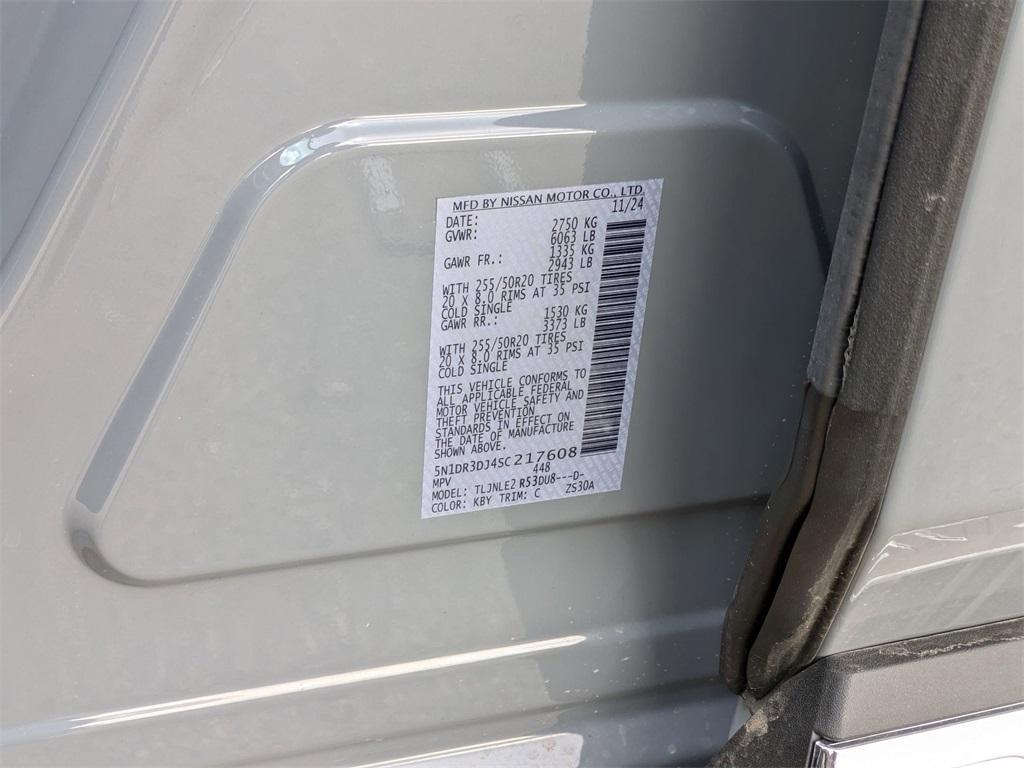 MFD BY NISSAN MOTOR CO., LTD
DATE: 11/24
GVWR: 2750 KG
6063 LB
GAWR FR.: 1335 KG
2943 LB
WITH 255/50R20 TIRES
20 X 8.0 RIMS AT 35 PSI
COLD SINGLE
GAWR RR.: 1530 KG
3373 LB
WITH 255/50R20 TIRES
20 X 8.0 RIMS AT 35 PSI
COLD SINGLE
THIS VEHICLE CONFORMS TO
ALL APPLICABLE FEDERAL
MOTOR VEHICLE SAFETY AND
THEFT PREVENTION
STANDARDS IN EFFECT ON
THE DATE OF MANUFACTURE
SHOWN ABOVE.
5N1DR3DJ4SC217608
MPV 448
MODEL: TLJNLE2 R53DU8---D-
COLOR: KBY TRIM: C ZS30A